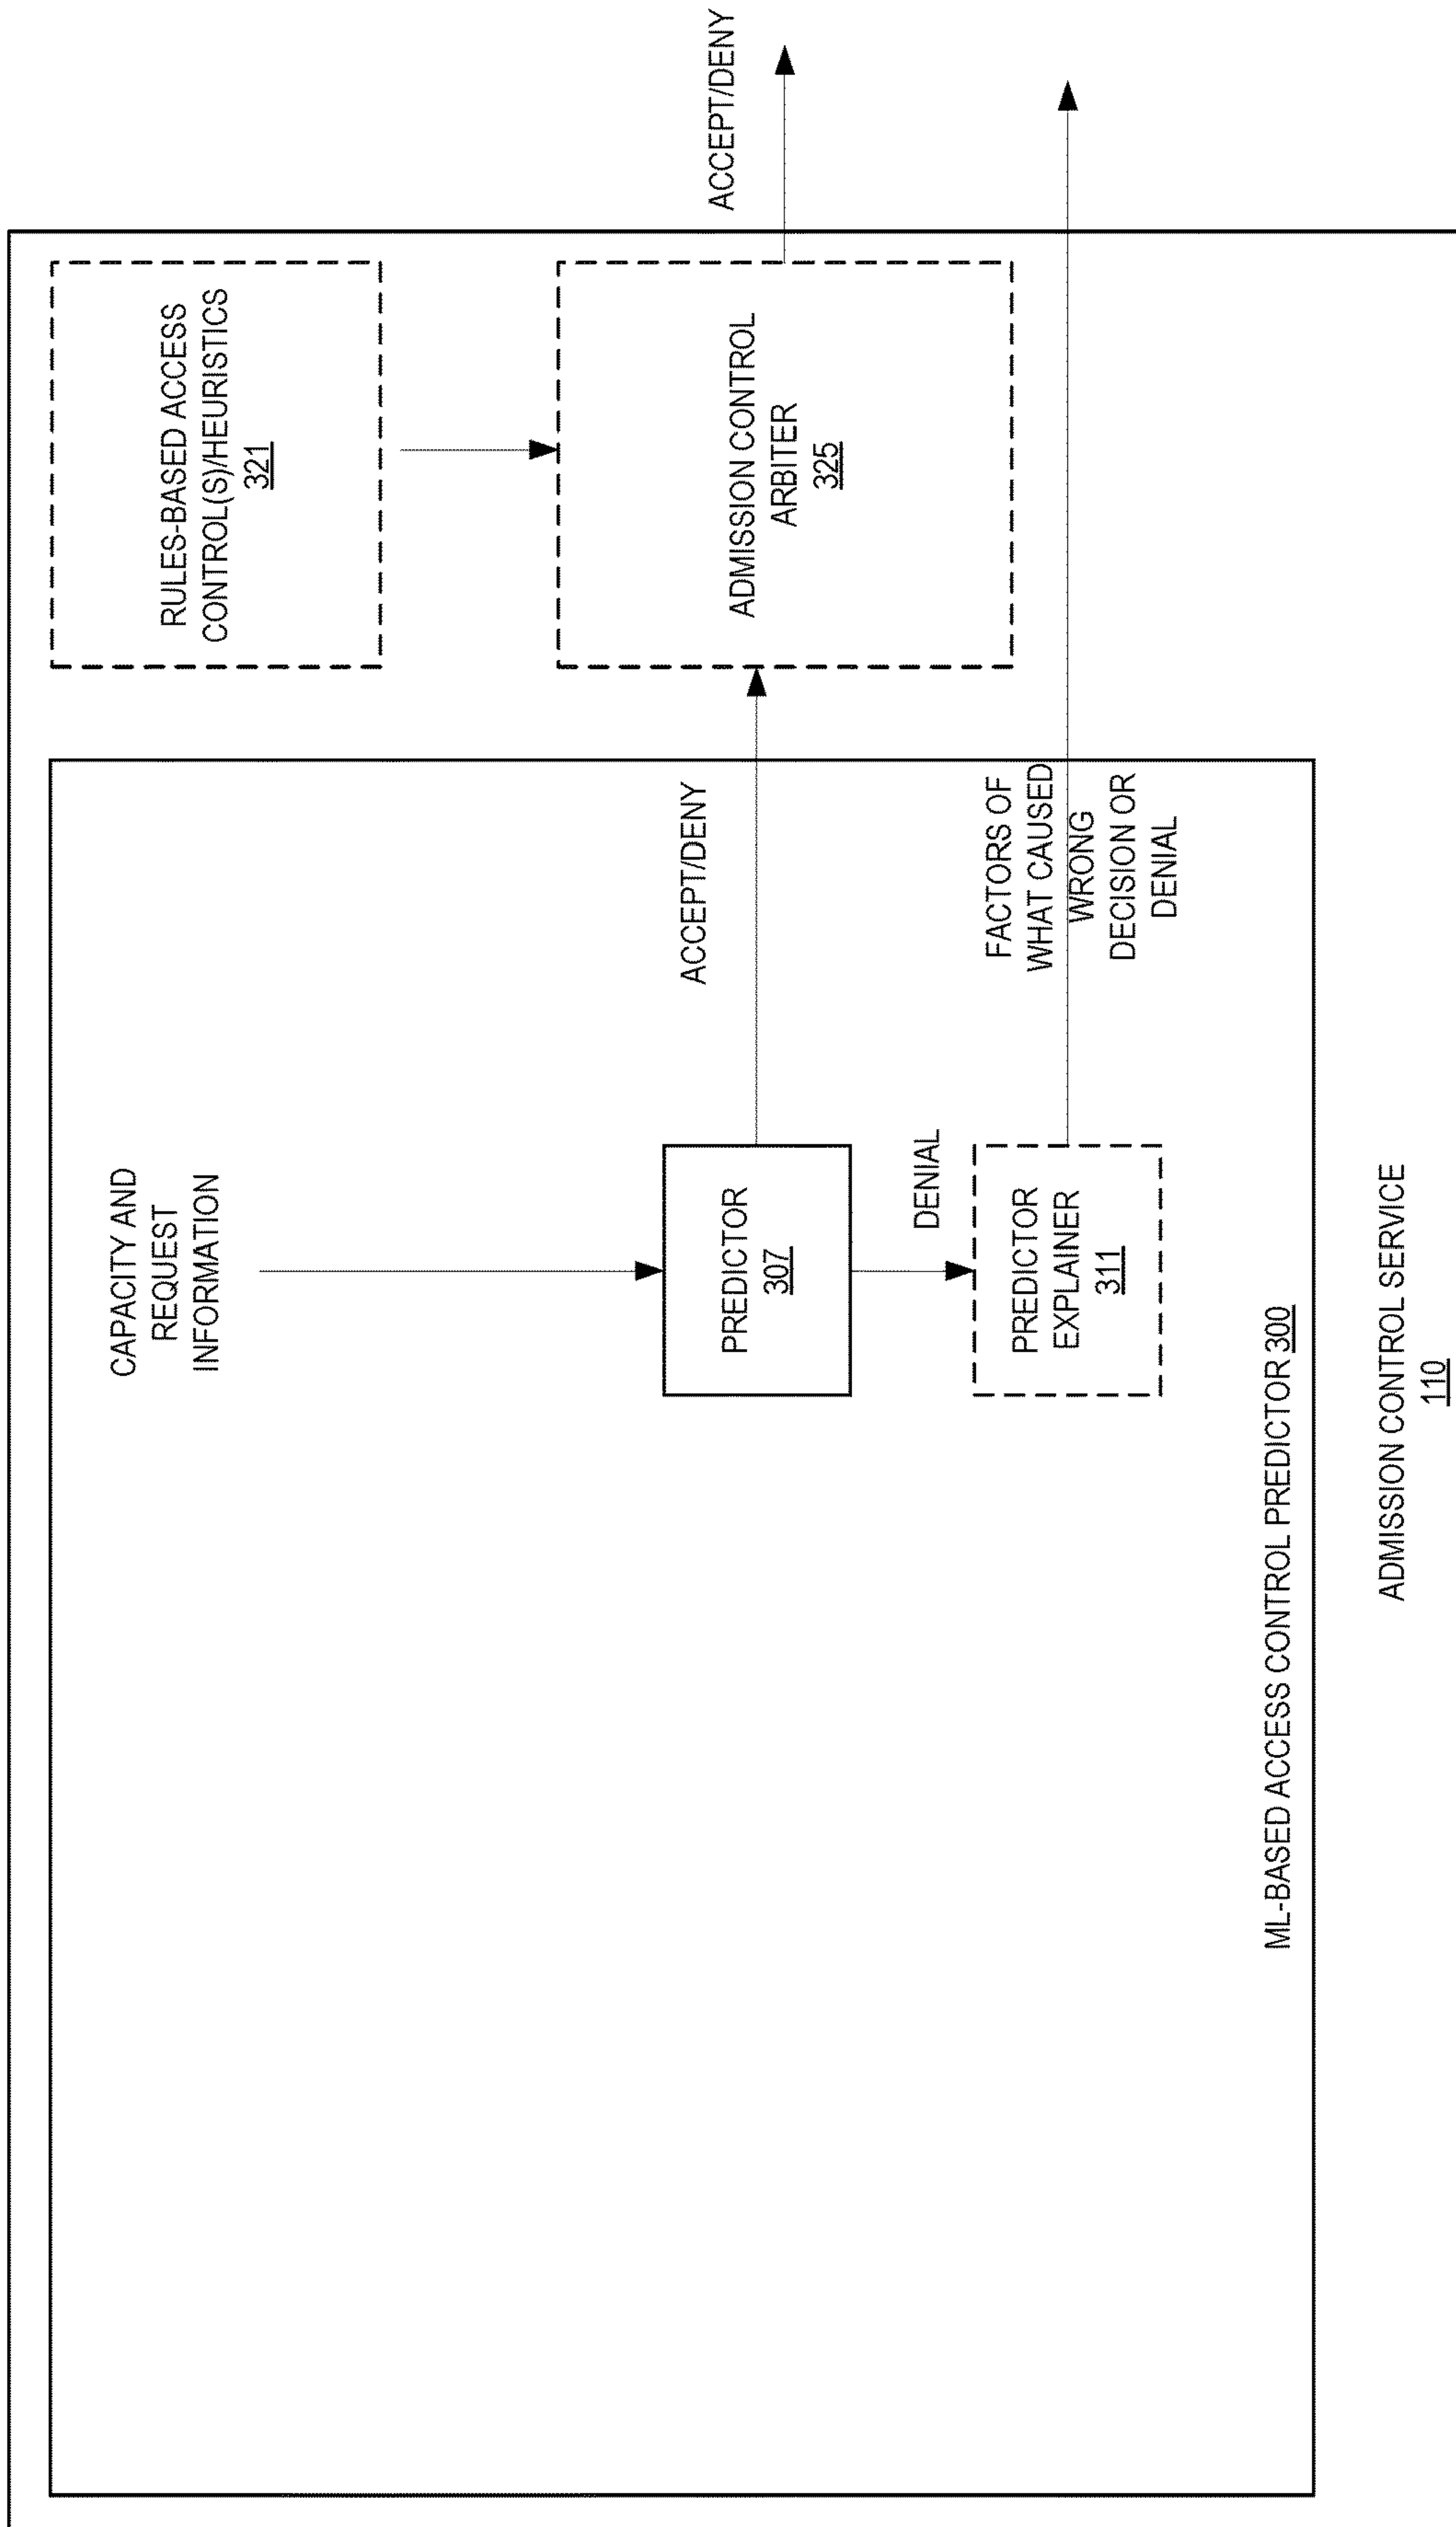 CAPACITY AND
REQUEST
INFORMATION
RULES-BASED ACCESS
CONTROL(S)/HEURISTICS
321
PREDICTOR
307
ACCEPT/DENY
ADMISSION CONTROL
ARBITER
325
ACCEPT/DENY
DENIAL
PREDICTOR
EXPLAINER
311
FACTORS OF
WHAT CAUSED
WRONG
DECISION OR
DENIAL
ML-BASED ACCESS CONTROL PREDICTOR 300
ADMISSION CONTROL SERVICE
110